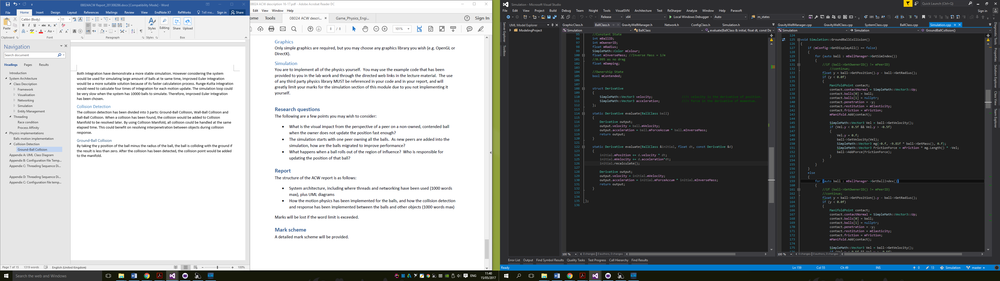 08024ACW Report_201308286.docx [Compatibility Mode] - Word
File Home Insert Design Layout References Mailings Review View EndNote X7 RefWorks Tell me... Sign in Share
Calibri (Body) 11
Paste
Styles Editing Share Upload
Clipboard Font Paragraph Styles Box
Navigation
Search document
Headings Pages Results
Introduction
System Architecture
Class Description
Framework
Visualisation
Networking
Simulation
Entity Management
Threading
Race condition
Process Affinity
Physics implementations
Balls motion implementation
Collision Detection
Ground-Ball Collision
Appendix A: UML Class Diagram
Appendix B: Configuration file Temp...
Appendix C: Threading Sequence Di...
Appendix D: Threading Sequence Di...
Appendix C: Configuration file temp...
Both Integration have demonstrate a more stable simulation. However considering the system
would be used for simulating large amount of balls at te same time, Improved Euler Integration
would be a more suitable solution because of its faster calculateion process. Runge-Kutta Integration
would need to calculate four times of Integration for each motion update. The simulation loop could
be very slow when the system has 10000 balls to simulate. Therefore, Improved Euler Integration
has been chosen.
Collision Detection
The collision detection has been divided into 3 parts: Ground-Ball Collision, Wall-Ball Collision and
Ball-Ball Collision. When a collision has been found, the collision would be added to Collision
Manifold to be resolved later. By using Collision Manifold, all collision could be handled at the same
elapsed time. This could benefit on resolving interpenetration between objects during collision
response.
Ground-Ball Collision
By taking the y position of the ball minus the radius of the ball, the ball is colliding with the ground if
the result is less than zero. After the collision has been detected, the collision point would be added
to the manifold.
Page 7 of 15 1319 words English (United Kingdom) 100%
08024 ACW description 16-17.pdf - Adobe Acrobat Reader DC
Edit View Window Help
ome Tools 08024 ACW descri... Game_Physics_Engi... Sign In
8 / 8 101%
Graphics
Only simple graphics are required, but you may choose any graphics library you wish (e.g. OpenGL or
DirectX).
Simulation
You are to implement all of the physics yourself. You may use the example code that has been
provided to you in the lab work and through the directed web links in the lecture material. The use
of any third party physics library MUST be referenced in your code and in your report, and will
greatly limit your marks for the simulation section of this module due to you not implementing it
yourself.
Research questions
The following are a few points you may wish to consider:
• What is the visual impact from the perspective of a peer on a non-owned, contended ball
when the owner does not update the position fast enough?
• The simulation starts with one peer owning all the balls. As new peers are added into the
simulation, how are the balls migrated to improve performance?
• What happens when a ball rolls out of the region of influence? Who is responsible for
updating the position of that ball?
Report
The structure of the ACW report is as follows:
• System architecture, including where threads and networking have been used (1000 words
max), plus UML diagrams
• How the motion physics has been implemented for the balls, and how the collision detection
and response has been implemented between the balls and other objects (1000 words max)
Marks will be lost if the word limit is exceeded.
Mark scheme
A detailed mark scheme will be provided.
Search the web and Windows
ENG 11:40
15/05/2017
Simulation - Microsoft Visual Studio
Quick Launch (Ctrl+Q)
File Edit View Project Build Debug Team Nsight Tools VisualSVN Architecture Test ReSharper Analyze Window Help Parasoft Sign in
Release x64 Local Windows Debugger Auto m_states
Server Explorer Toolbox
UML Model Explorer
ModelingProject
GraphicClass.h BallClass.h GravityWellManager.h Network.h ConfigClass.h Simulation.h
Simulation BallClass evaluate(BallClass & initial, float dt, const De
95 //Constant State
96 int mBallID;
97 int mOwenerID;
98 float mRadius;
99 SimpleMath::Color mColour;
100 float mInverseMass; //Inverse Mass = 1/m
101 //0.995 as no drag
102 float mDamping;
103
104 //Ownership State
105 bool mContended;
106
107
108 struct Derivative
109 {
110 SimpleMath::Vector3 velocity; ///< velocity is the derivative of position.
111 SimpleMath::Vector3 acceleration; ///< force in the derivative of momentum.
112 };
113
114 static Derivative evaluate(BallClass ball)
115 {
116 Derivative output;
117 output.velocity = ball.mVelocity;
118 output.acceleration = ball.mForceAccum * ball.mInverseMass;
119 return output;
120 }
121
122 static Derivative evaluate(BallClass &initial, float dt, const Derivative &d)
123 {
124 initial.mPosition += d.velocity * dt;
125 initial.mVelocity += d.acceleration*dt;
126 initial.recalculate();
127
128 Derivative output;
129 output.velocity = initial.mVelocity;
130 output.acceleration = initial.mForceAccum * initial.mInverseMass;
131 return output;
132 }
133
134
135 };
136
100 % 0 changes | 0 authors, 0 changes
GravityWellManager.cpp GravityWellClass.cpp SystemClass.cpp BallClass.cpp Simulation.cpp
Simulation Simulation GroundBallCollision()
124
125 void Simulation::GroundBallCollision()
126 {
127 if (mConfig->GetDisplayAll() == false)
128 {
129 for (auto ball : mBallManager->GetSimIndex())
130 {
131 //if (ball->GetOwenerID() != mPeerID)
132 //continue;
133 float y = ball->GetPosition().y - ball->GetRadius();
134 if (y < 0.0f)
135 {
136 ManifoldPoint contact;
137 contact.contactNormal = SimpleMath::Vector3::Up;
138 contact.balls[0] = ball;
139 contact.balls[1] = nullptr;
140 contact.penetration = -y;
141 contact.restitution = mElasticity;
142 contact.friction = mFriction;
143 mManifold.Add(contact);
144
145 SimpleMath::Vector3 Vel = ball->GetVelocity();
146 if (Vel.y < 0.5f && Vel.y > -0.5f)
147 {
148 Vel.y = 0.f;
149 ball->SetVelocity(Vel);
150 SimpleMath::Vector3 mg(-0.f, -9.81f * ball->GetMass(), 0.f);
151 SimpleMath::Vector3 FrictionForce = mFriction * mg.Length() * -Vel;
152 ball->AddForce(FrictionForce);
153 }
154 }
155 }
156 }
157 else
158 {
159 for (auto ball : mBallManager->GetBallIndex())
160 {
161 //if (ball->GetOwenerID() != mPeerID)
162 //continue;
163 float y = ball->GetPosition().y - ball->GetRadius();
164 if (y < 0.0f)
165 {
166 ManifoldPoint contact;
167 contact.contactNormal = SimpleMath::Vector3::Up;
168 contact.balls[0] = ball;
169 contact.balls[1] = nullptr;
170 contact.penetration = -y;
171 contact.restitution = mElasticity;
172 contact.friction = mFriction;
173 mManifold.Add(contact);
174
175 SimpleMath::Vector3 Vel = ball->GetVelocity();
100 % 0 changes | 0 authors, 0 changes
Diagnostic Tools Properties Solution Explorer Class View Team Explorer
Error List Output Find Symbol Results Quality Tasks Test Progress Call Hierarchy Find Results
Ready Ln 159 Col 55 Ch 49 INS 0 13 Simulation master